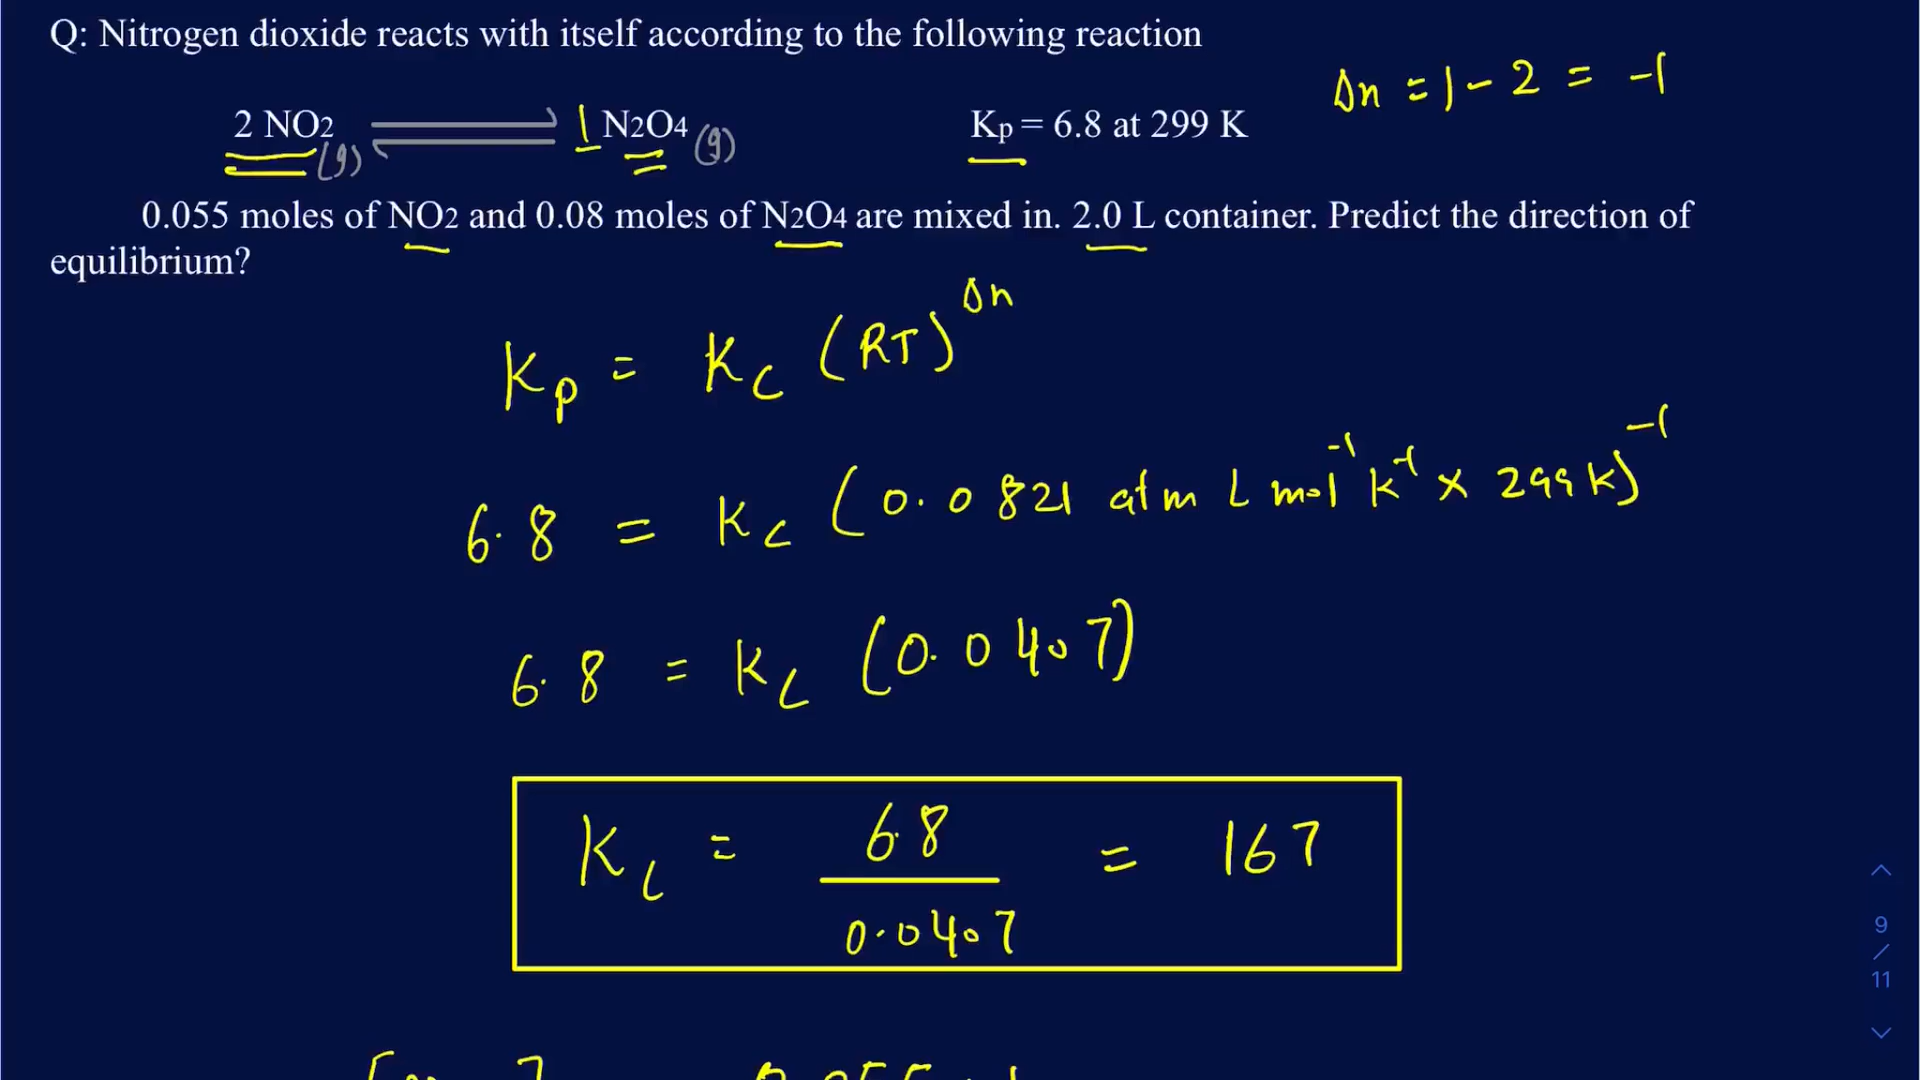 Q: Nitrogen dioxide reacts with itself according to the following reaction
Δn = 1 - 2 = -1
2 NO2 (g) 1 N2O4 (g) Kp = 6.8 at 299 K
0.055 moles of NO2 and 0.08 moles of N2O4 are mixed in. 2.0 L container. Predict the direction of
equilibrium?
Kp = Kc (RT)^Δn
6.8 = Kc (0.0821 atm L mol^-1 K^-1 × 299 K)^-1
6.8 = Kc (0.0407)
Kc = 6.8 / 0.0407 = 167
9
/
11